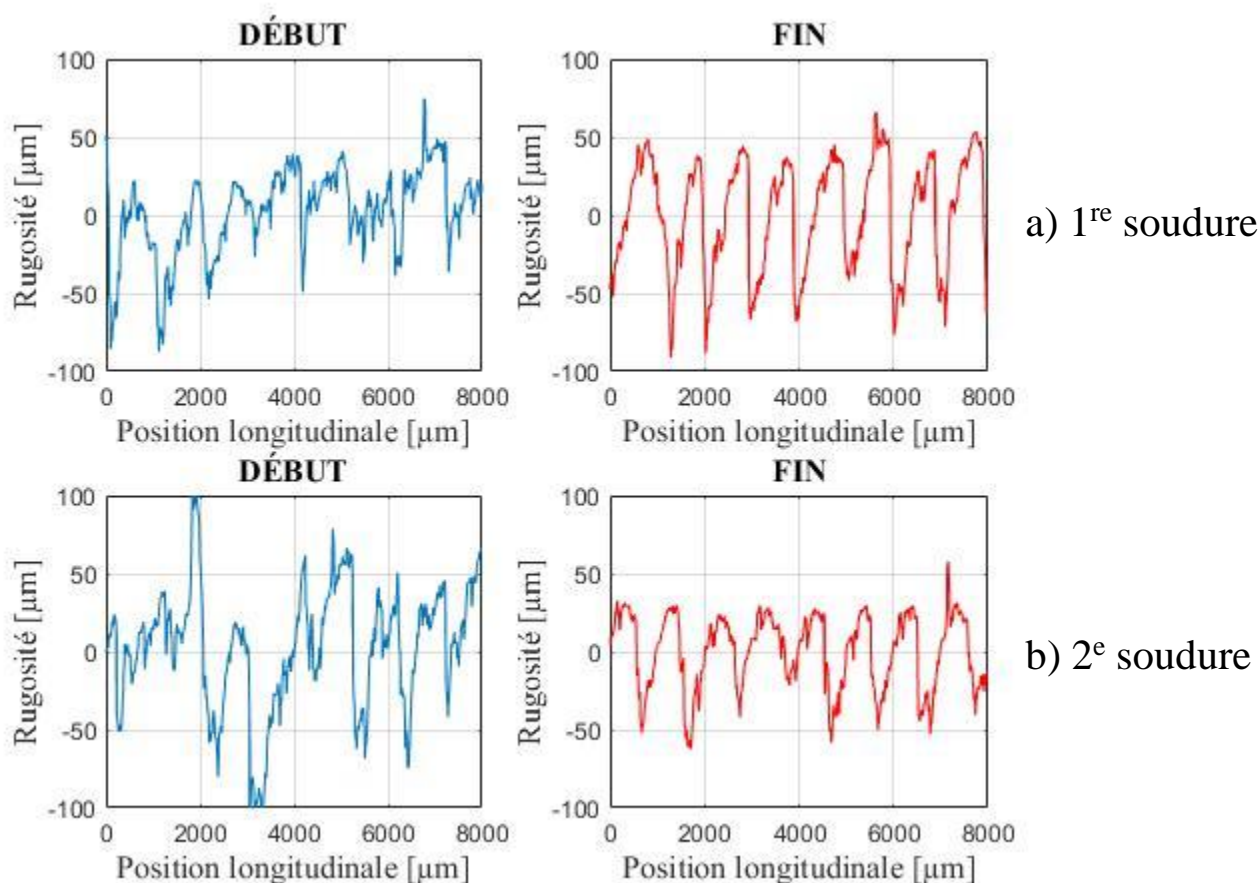 DÉBUT FIN
100 100
50 50
0 0
-50 -50
-100 -100
Rugosité [µm] Rugosité [µm]
0 2000 4000 6000 8000 0 2000 4000 6000 8000
Position longitudinale [µm] Position longitudinale [µm]
a) 1re soudure
DÉBUT FIN
100 100
50 50
0 0
-50 -50
-100 -100
Rugosité [µm] Rugosité [µm]
0 2000 4000 6000 8000 0 2000 4000 6000 8000
Position longitudinale [µm] Position longitudinale [µm]
b) 2e soudure